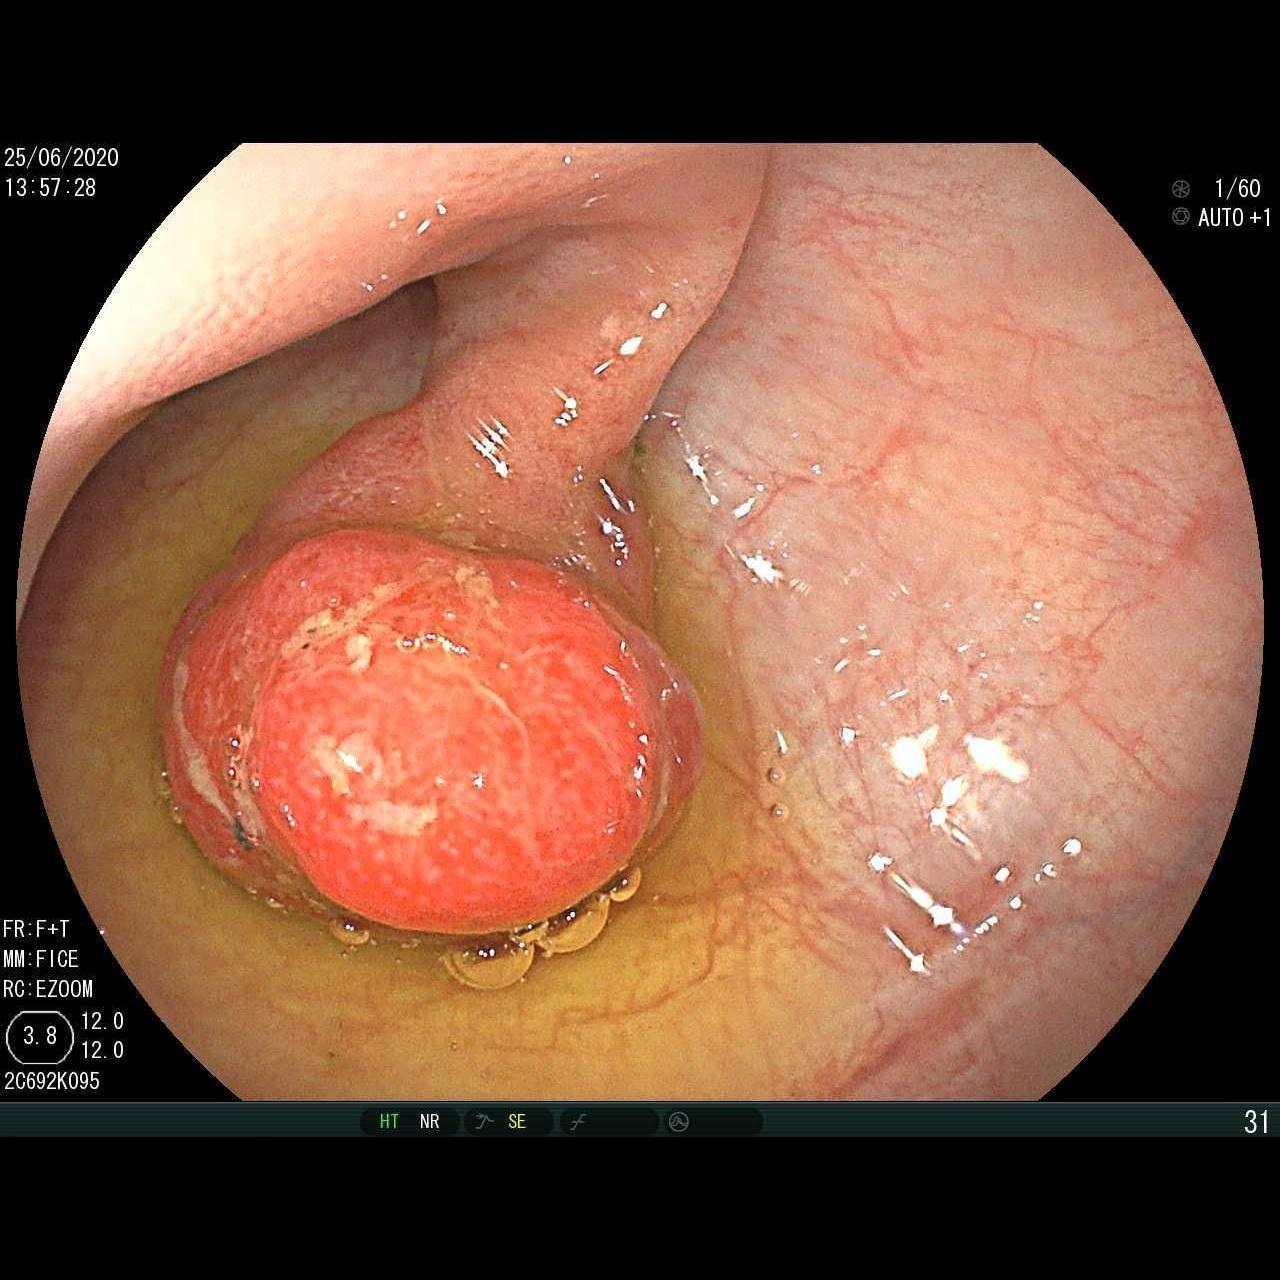 25/06/2020
13:57:28
1/60
AUTO +1
FR:F+T
MM:FICE
RC:EZOOM
3.8
12.0
12.0
2C692K095
HT NR SE
31